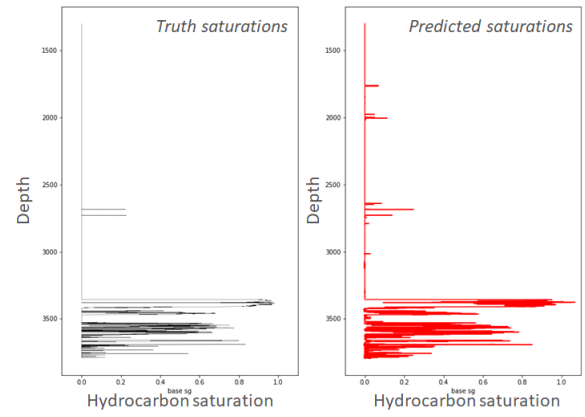 Truth saturations
Predicted saturations
1500
2000
2500
3000
3500
Depth
0.0 0.2 0.4 0.6 0.8 1.0
base sg
Hydrocarbon saturation
1500
2000
2500
3000
3500
Depth
0.0 0.2 0.4 0.6 0.8 1.0
base sg
Hydrocarbon saturation